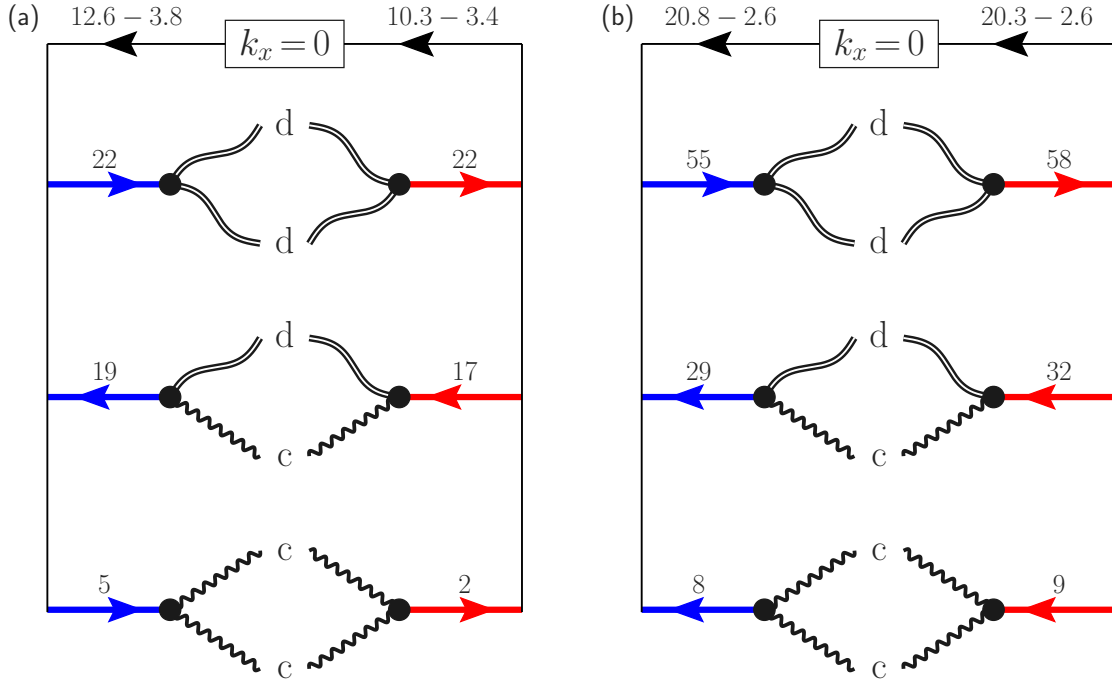 (a) 12.6 − 3.8 10.3 − 3.4 (b) 20.8 − 2.6 20.3 − 2.6
k_x = 0 k_x = 0
d d
22 22 55 58
d d
d d
19 17 29 32
c c
c c
5 2 8 9
c c